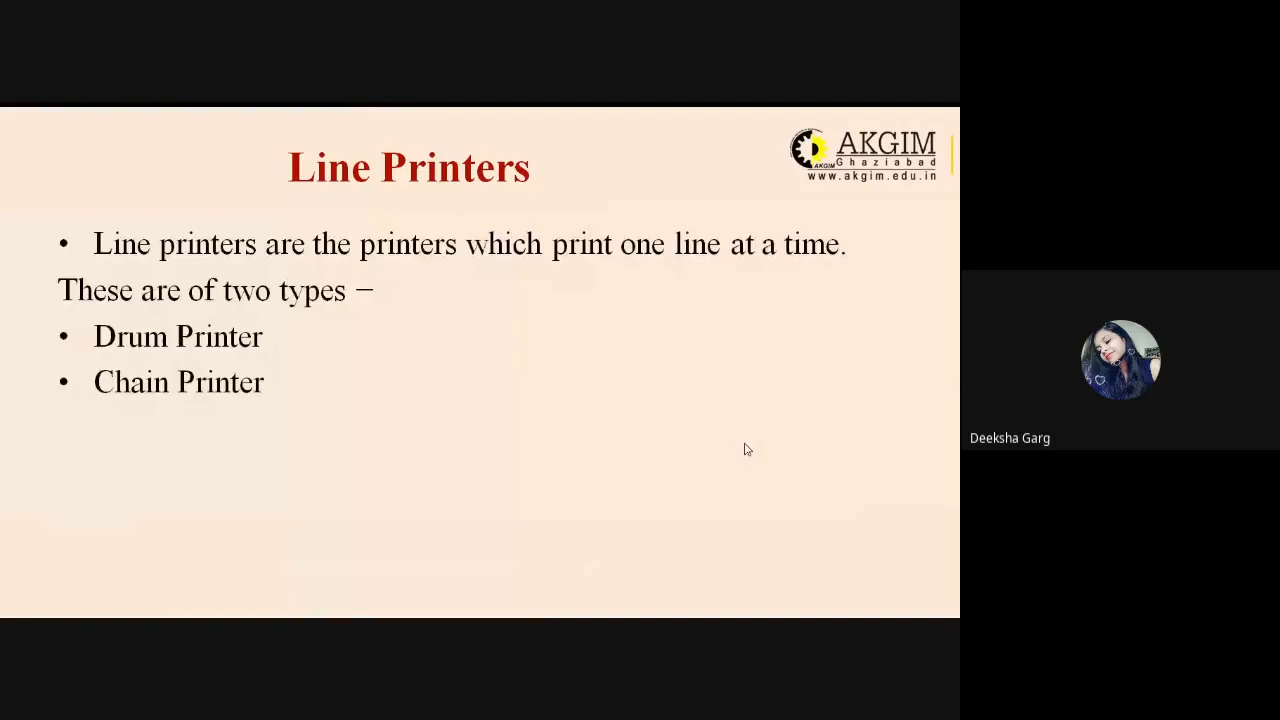 Line Printers
AKGIM
Ghaziabad
AKGIM
www.akgim.edu.in
• Line printers are the printers which print one line at a time.
These are of two types −
• Drum Printer
• Chain Printer
Deeksha Garg